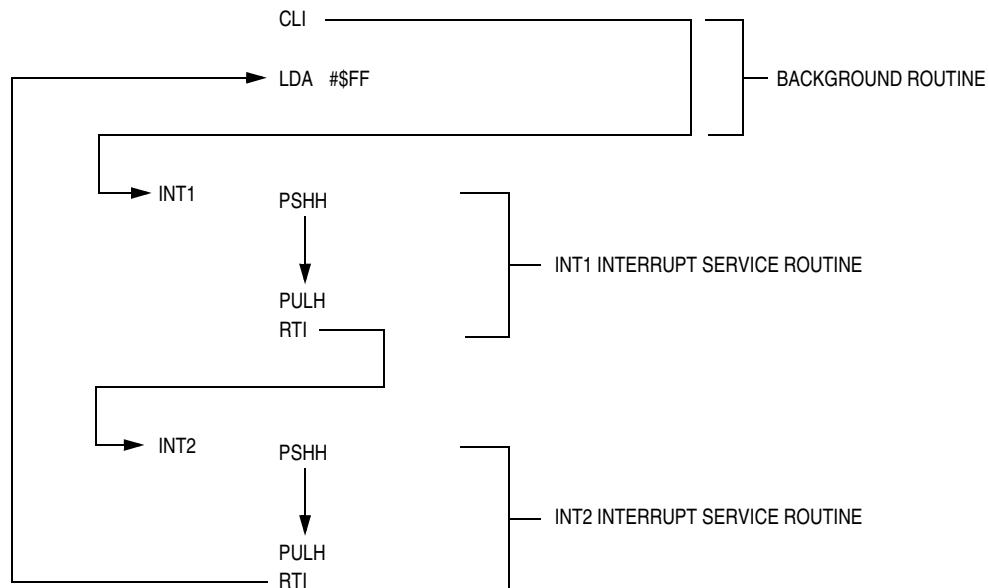 CLI
LDA #$FF
BACKGROUND ROUTINE
INT1
PSHH
INT1 INTERRUPT SERVICE ROUTINE
PULH
RTI
INT2
PSHH
INT2 INTERRUPT SERVICE ROUTINE
PULH
RTI